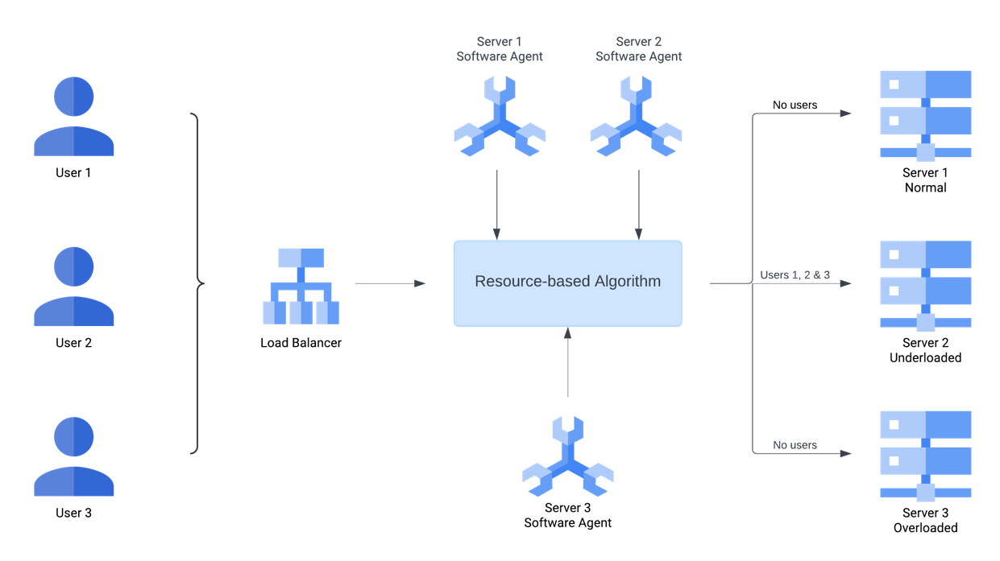 Server 1
Software Agent
Server 2
Software Agent
User 1
No users
Server 1
Normal
User 2
Load Balancer
Resource-based Algorithm
Users 1, 2 & 3
Server 2
Underloaded
User 3
Server 3
Software Agent
No users
Server 3
Overloaded